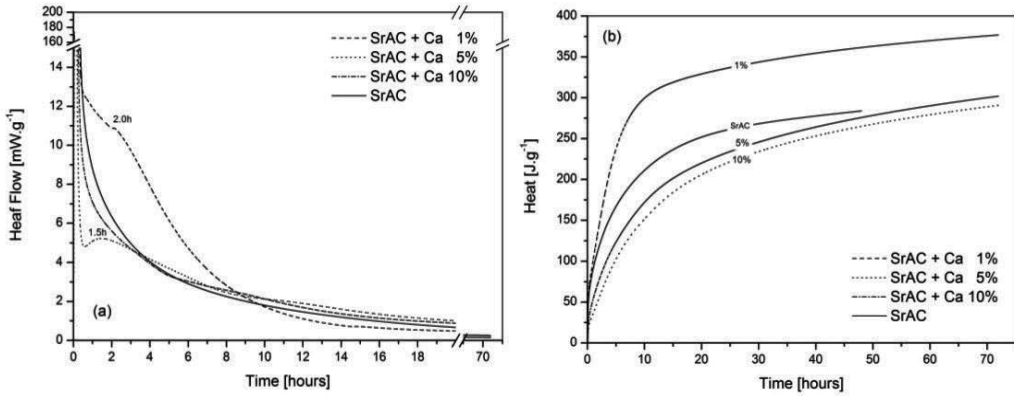 200
180
160
14
12
10
8
6
4
2
0
Heaf Flow [mW.g⁻¹]
SrAC + Ca 1%
SrAC + Ca 5%
SrAC + Ca 10%
SrAC
2.0h
1.5h
(a)
0 2 4 6 8 10 12 14 16 18 70
Time [hours]
400
350
300
250
200
150
100
50
0
Heat [J.g⁻¹]
(b)
1%
SrAC
5%
10%
SrAC + Ca 1%
SrAC + Ca 5%
SrAC + Ca 10%
SrAC
0 10 20 30 40 50 60 70
Time [hours]